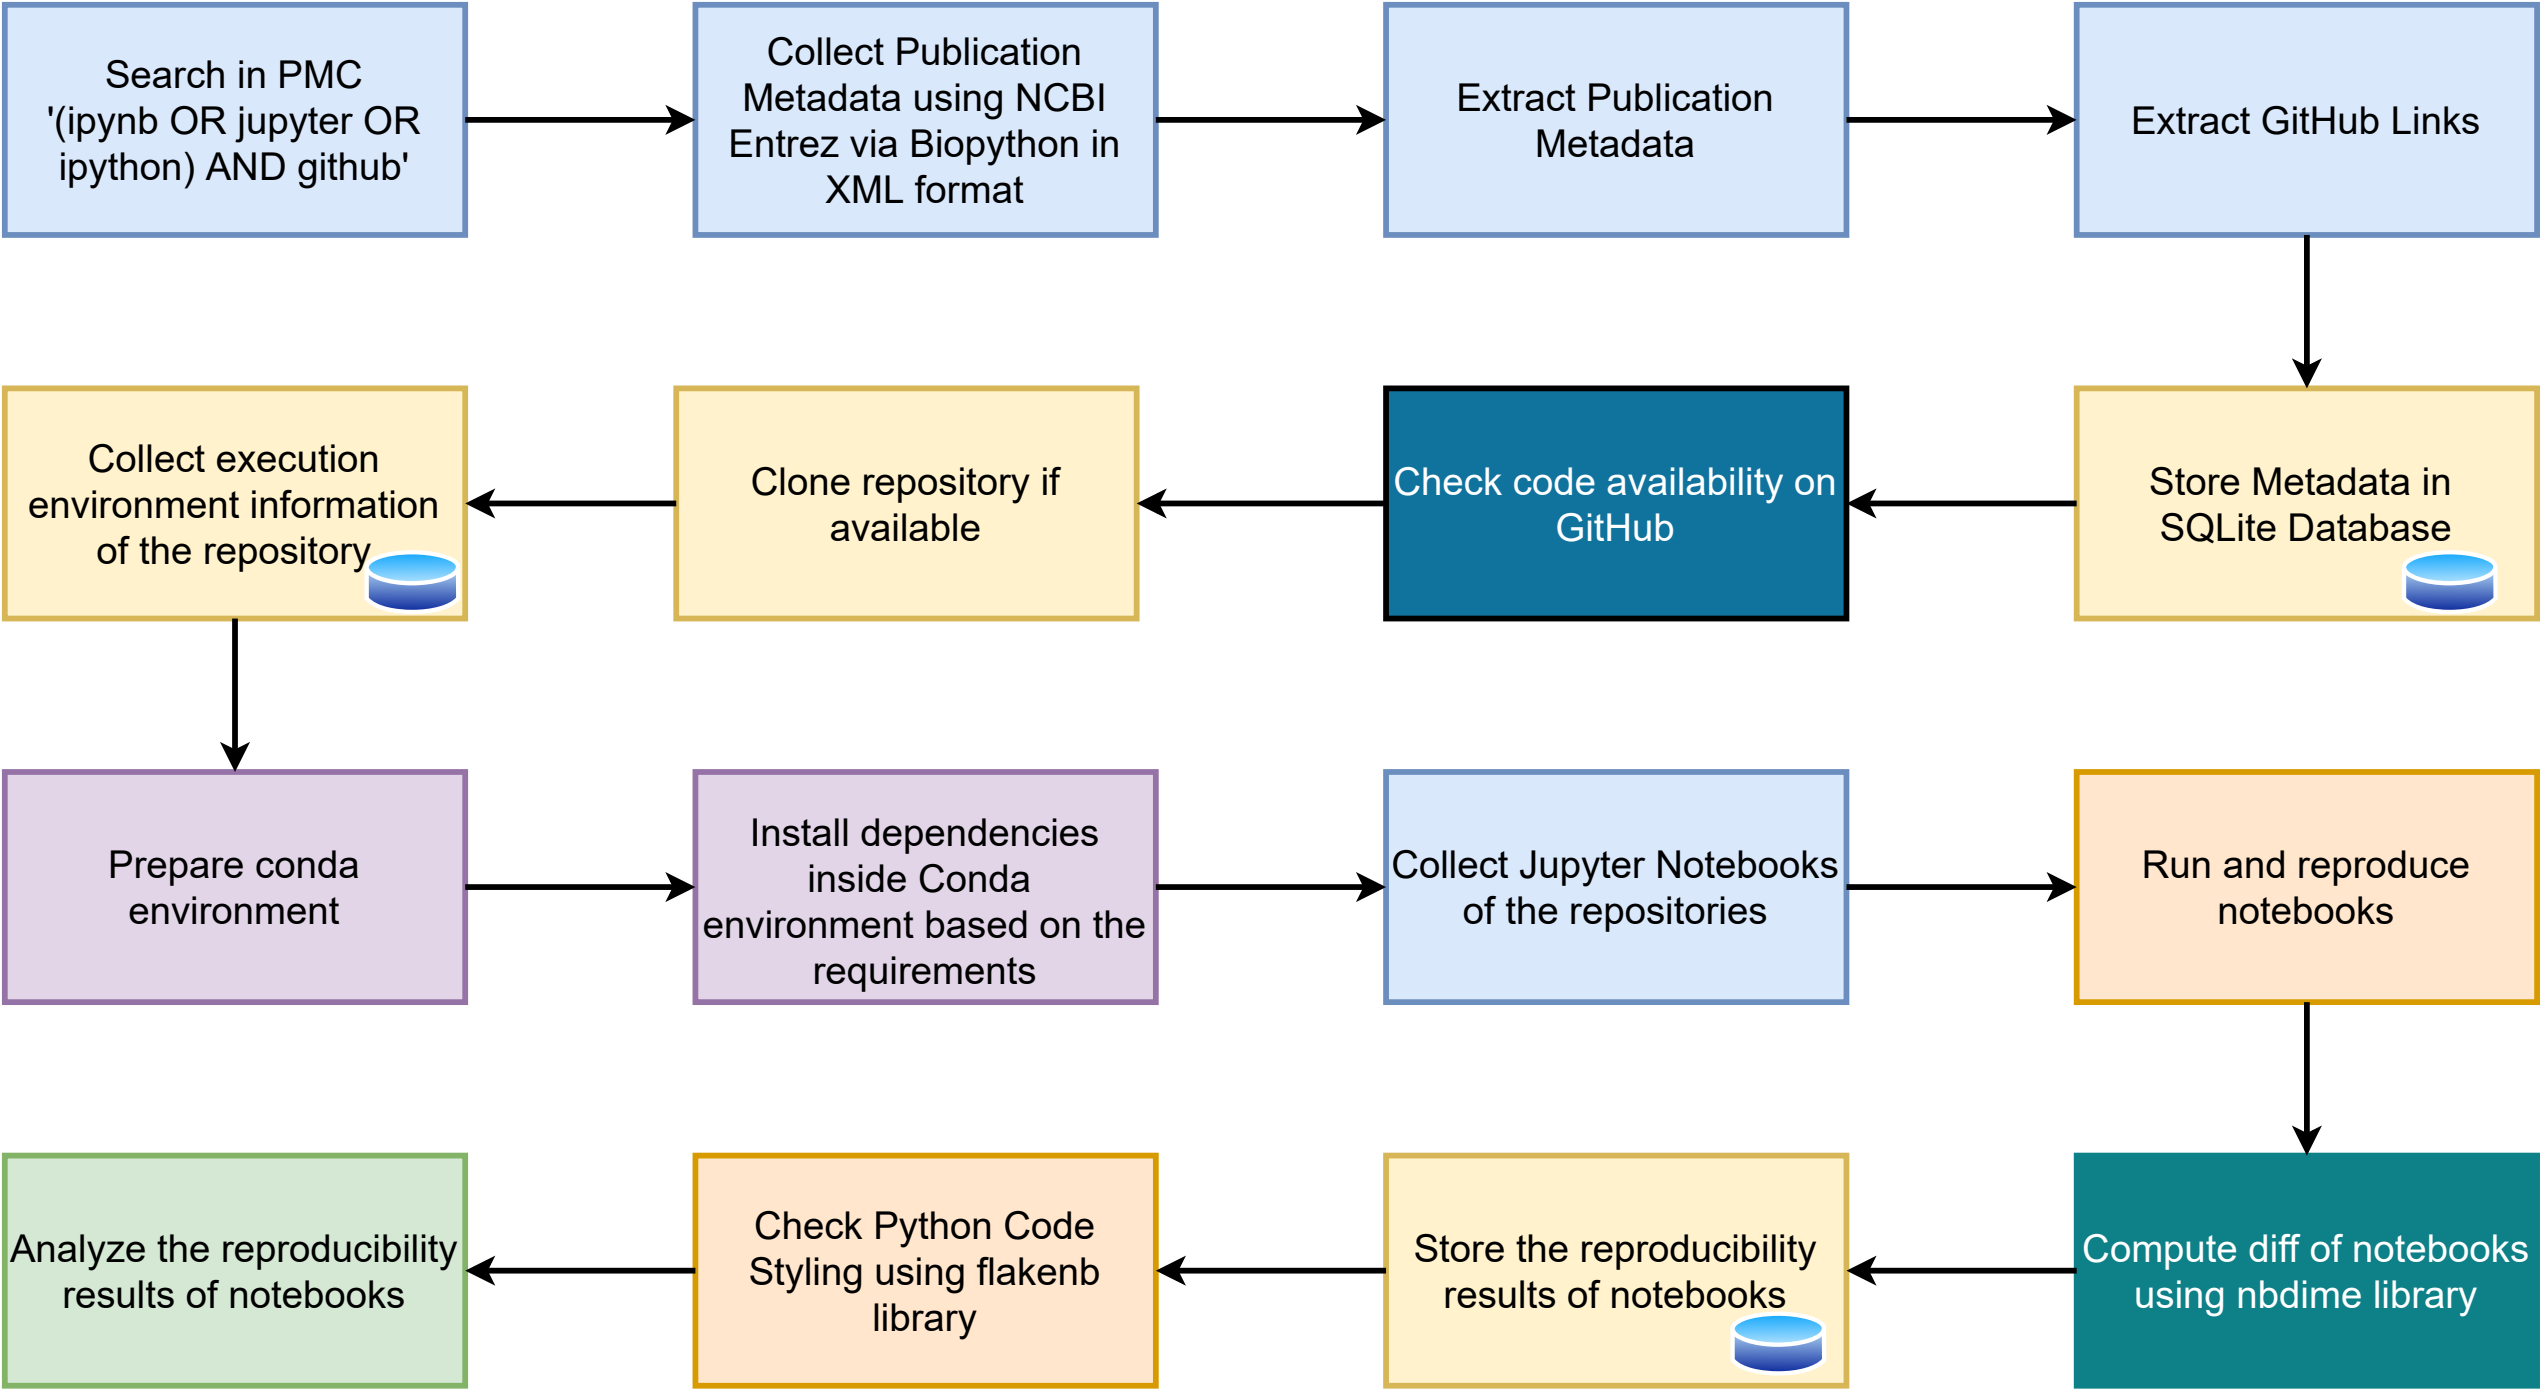 Search in PMC
'(ipynb OR jupyter OR
ipython) AND github'
Collect Publication
Metadata using NCBI
Entrez via Biopython in
XML format
Extract Publication
Metadata
Extract GitHub Links
Store Metadata in
SQLite Database
Check code availability on
GitHub
Clone repository if
available
Collect execution
environment information
of the repository
Prepare conda
environment
Install dependencies
inside Conda
environment based on the
requirements
Collect Jupyter Notebooks
of the repositories
Run and reproduce
notebooks
Compute diff of notebooks
using nbdime library
Store the reproducibility
results of notebooks
Check Python Code
Styling using flakenb
library
Analyze the reproducibility
results of notebooks